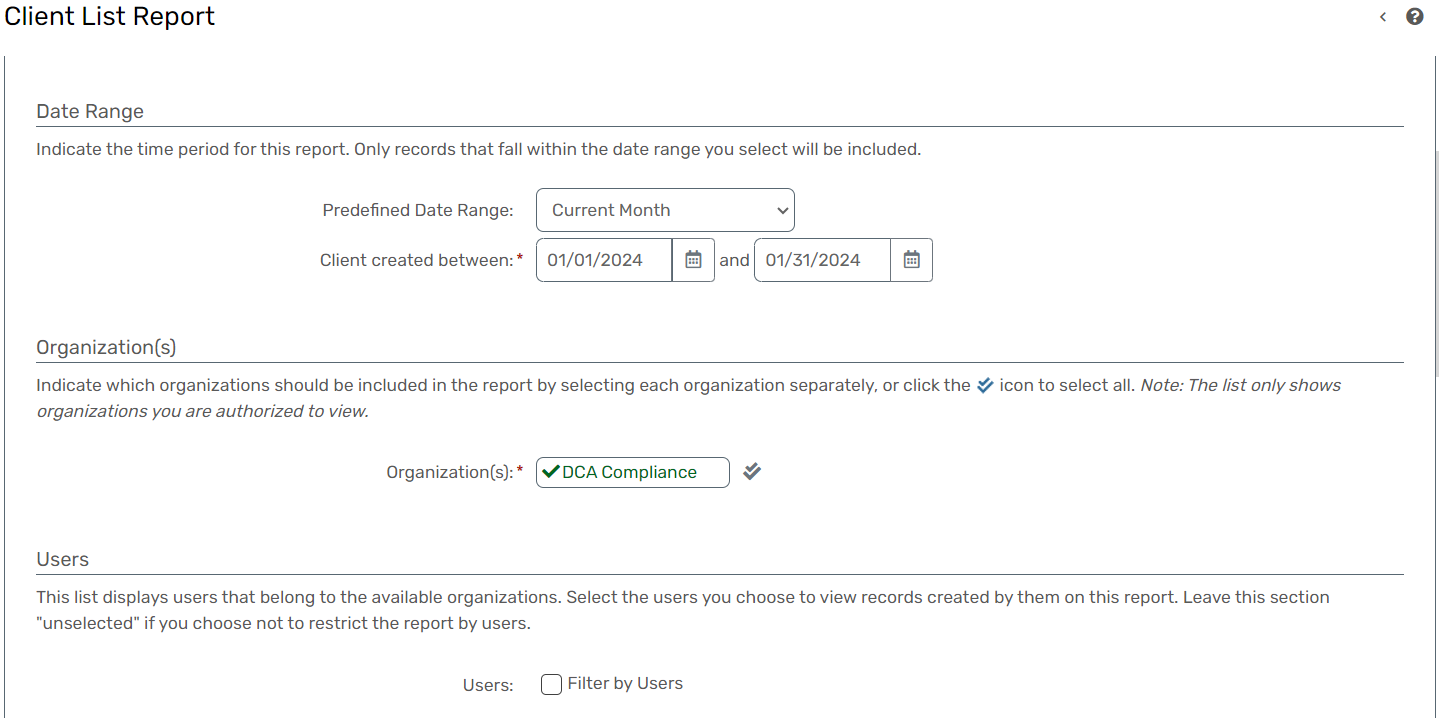 Client List Report
Date Range
Indicate the time period for this report. Only records that fall within the date range you select will be included.
Predefined Date Range: Current Month
Client created between:* 01/01/2024 and 01/31/2024
Organization(s)
Indicate which organizations should be included in the report by selecting each organization separately, or click the icon to select all. Note: The list only shows
organizations you are authorized to view.
Organization(s):* DCA Compliance
Users
This list displays users that belong to the available organizations. Select the users you choose to view records created by them on this report. Leave this section
"unselected" if you choose not to restrict the report by users.
Users: Filter by Users